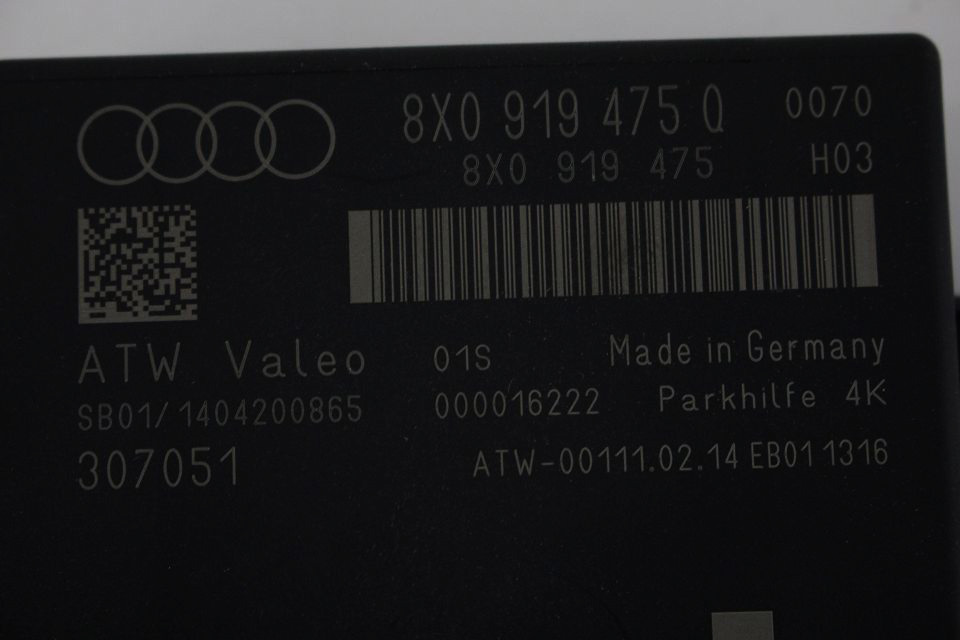 8X0 919 475 Q 0070
8X0 919 475 H03
ATW Valeo 01S Made in Germany
SB01/1404200865 000016222 Parkhilfe 4K
307051 ATW-00111.02.14 EB01 1316